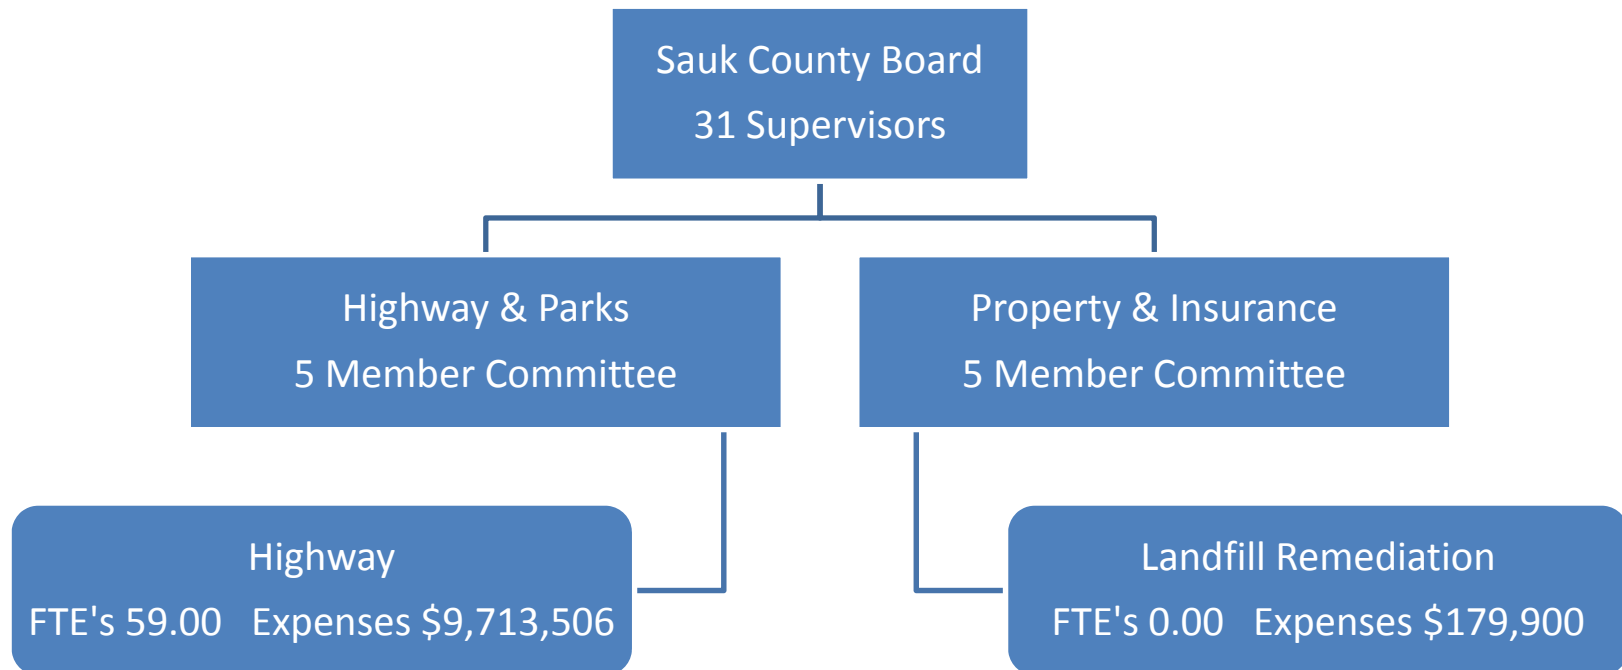 Sauk County Board
31 Supervisors
Highway & Parks
5 Member Committee
Property & Insurance
5 Member Committee
Highway
FTE's 59.00   Expenses $9,713,506
Landfill Remediation
FTE's 0.00   Expenses $179,900